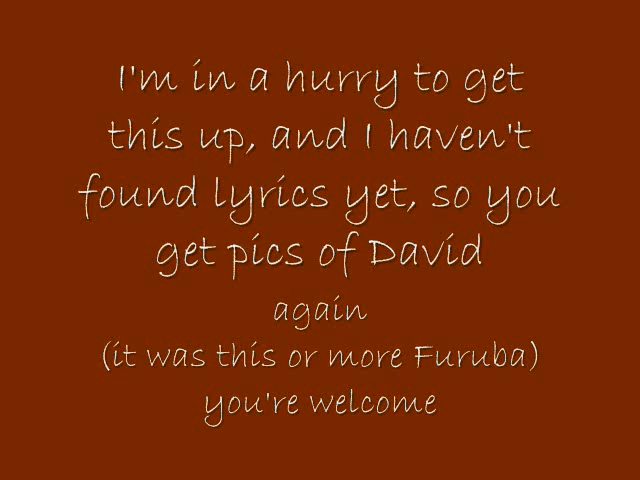 I'm in a hurry to get
this up, and I haven't
found lyrics yet, so you
get pics of David
again
(it was this or more Furuba)
you're welcome